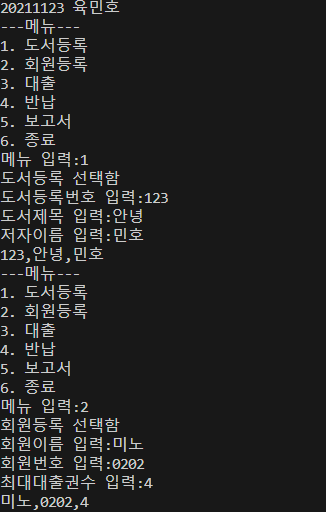 20211123 육민호
---메뉴---
1. 도서등록
2. 회원등록
3. 대출
4. 반납
5. 보고서
6. 종료
메뉴 입력:1
도서등록 선택함
도서등록번호 입력:123
도서제목 입력:안녕
저자이름 입력:민호
123,안녕,민호
---메뉴---
1. 도서등록
2. 회원등록
3. 대출
4. 반납
5. 보고서
6. 종료
메뉴 입력:2
회원등록 선택함
회원이름 입력:미노
회원번호 입력:0202
최대대출권수 입력:4
미노,0202,4